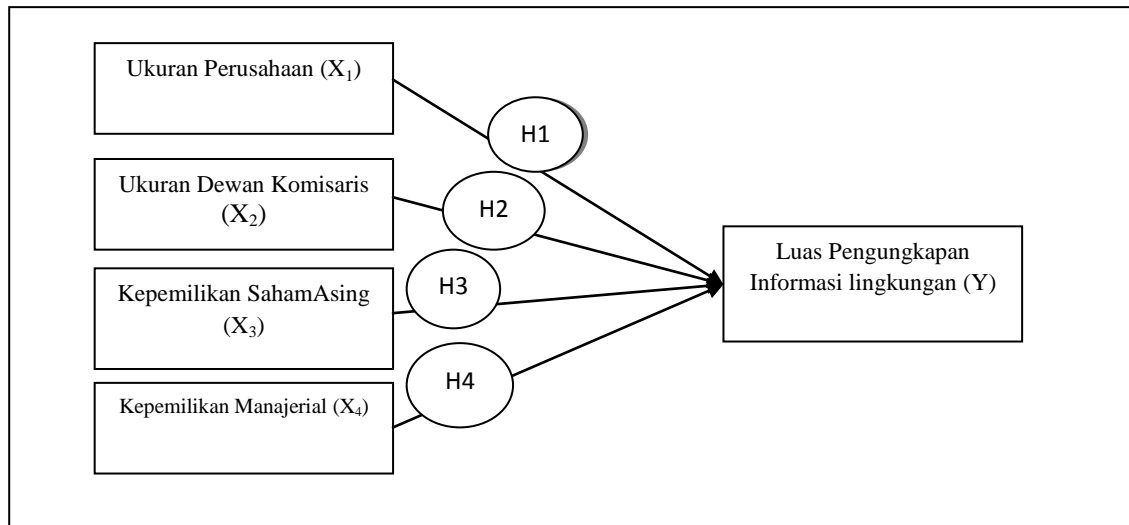 Ukuran Perusahaan (X₁)
H1
Ukuran Dewan Komisaris
(X₂)
H2
Kepemilikan SahamAsing
(X₃)
H3
Kepemilikan Manajerial (X₄)
H4
Luas Pengungkapan
Informasi lingkungan (Y)